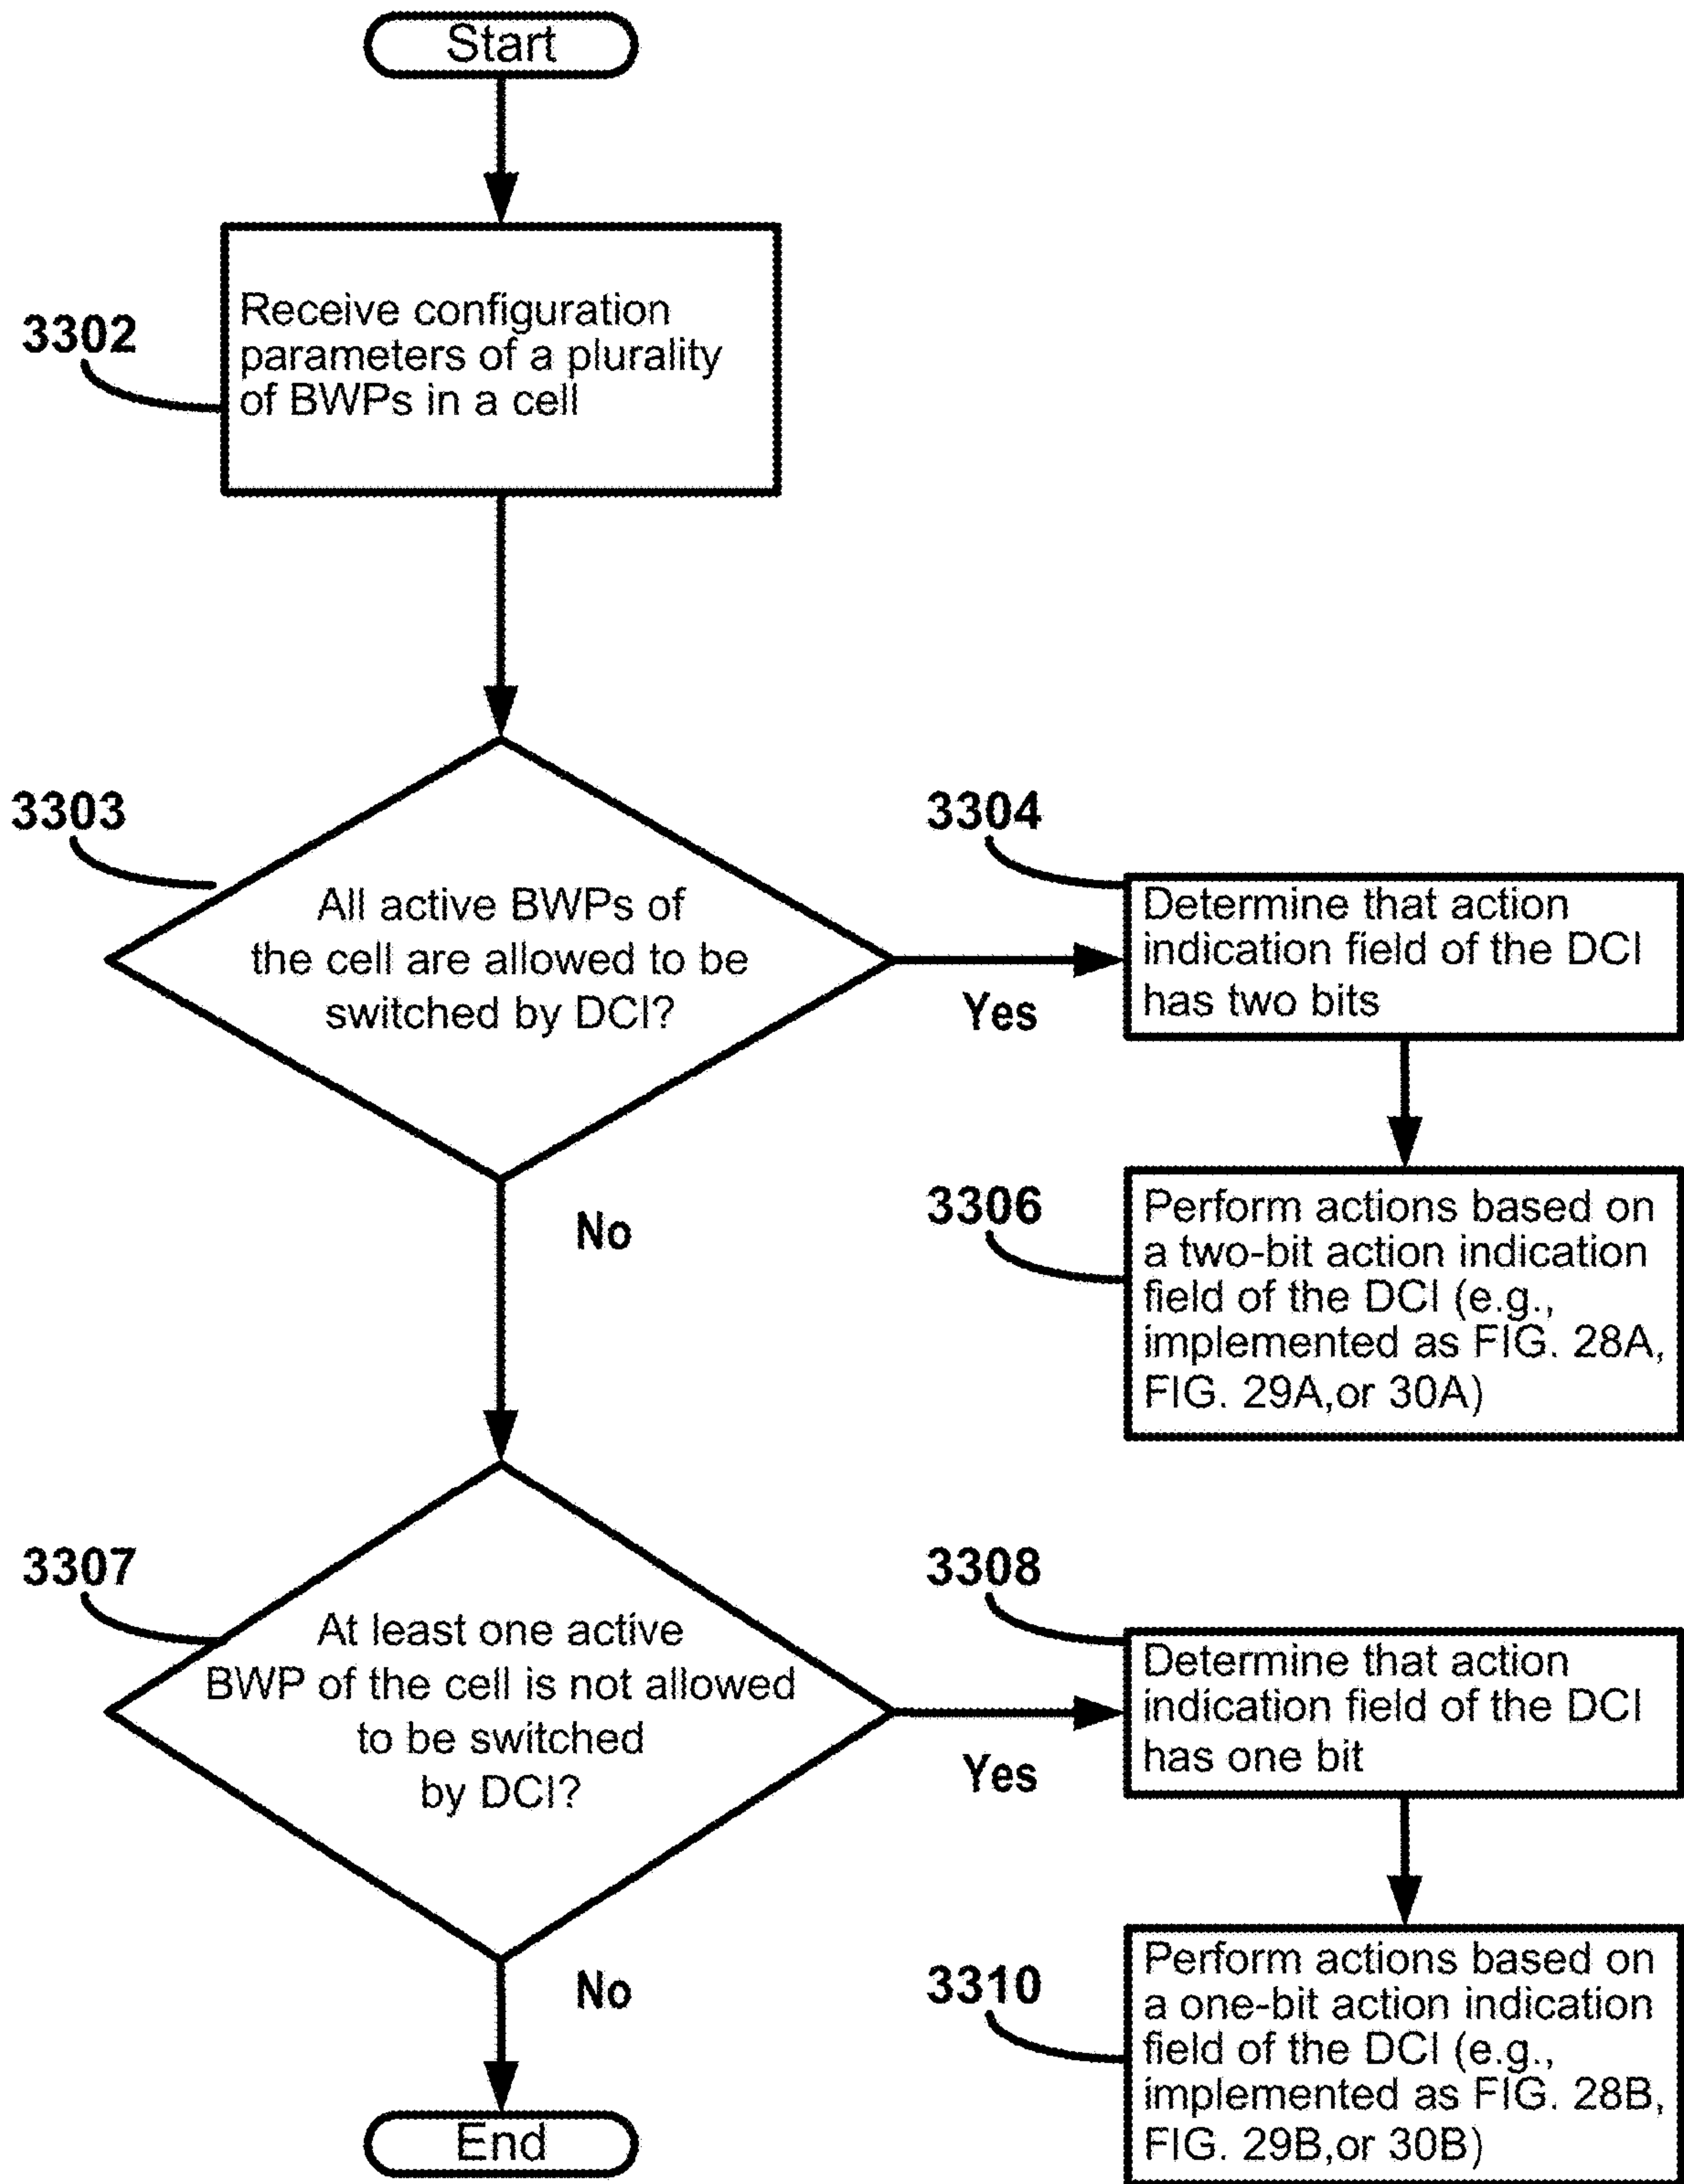 Start
3302
Receive configuration
parameters of a plurality
of BWPs in a cell
3303
All active BWPs of
the cell are allowed to be
switched by DCI?
Yes
No
3304
Determine that action
indication field of the DCI
has two bits
3306
Perform actions based on
a two-bit action indication
field of the DCI (e.g.,
implemented as FIG. 28A,
FIG. 29A,or 30A)
3307
At least one active
BWP of the cell is not allowed
to be switched
by DCI?
Yes
No
3308
Determine that action
indication field of the DCI
has one bit
3310
Perform actions based on
a one-bit action indication
field of the DCI (e.g.,
implemented as FIG. 28B,
FIG. 29B,or 30B)
End